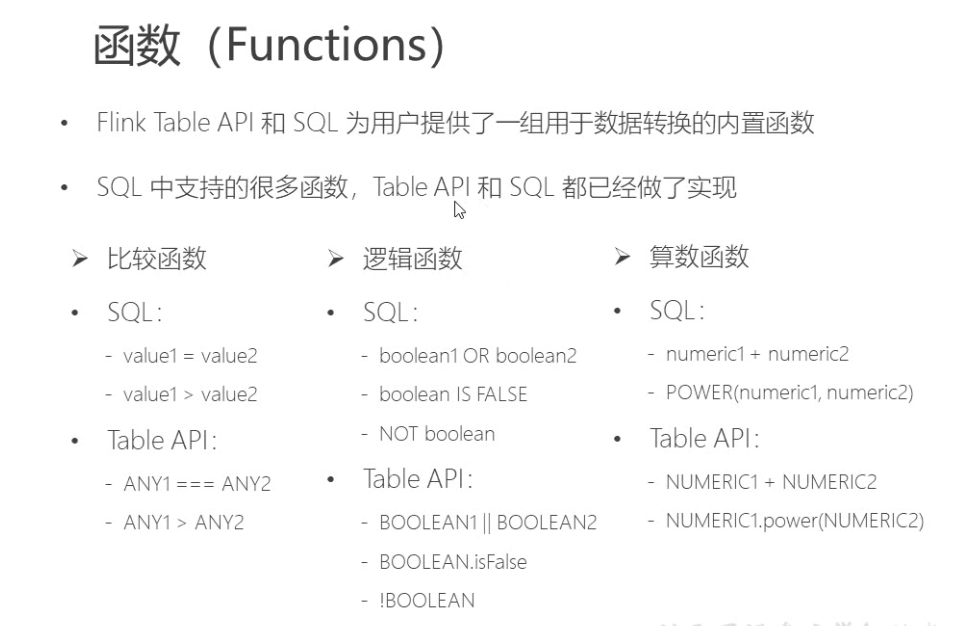 函数（Functions）
• Flink Table API 和 SQL 为用户提供了一组用于数据转换的内置函数
• SQL 中支持的很多函数，Table API 和 SQL 都已经做了实现
➢ 比较函数
• SQL：
- value1 = value2
- value1 > value2
• Table API：
- ANY1 === ANY2
- ANY1 > ANY2
➢ 逻辑函数
• SQL：
- boolean1 OR boolean2
- boolean IS FALSE
- NOT boolean
• Table API：
- BOOLEAN1 || BOOLEAN2
- BOOLEAN.isFalse
- !BOOLEAN
➢ 算数函数
• SQL：
- numeric1 + numeric2
- POWER(numeric1, numeric2)
• Table API：
- NUMERIC1 + NUMERIC2
- NUMERIC1.power(NUMERIC2)